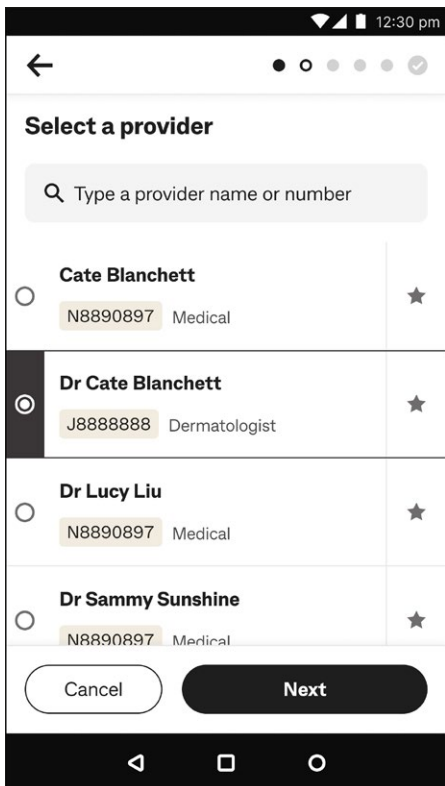 12:30 pm
Select a provider
Type a provider name or number
Cate Blanchett
N8890897 Medical
Dr Cate Blanchett
J8888888 Dermatologist
Dr Lucy Liu
N8890897 Medical
Dr Sammy Sunshine
N8890897 Medical
Cancel Next